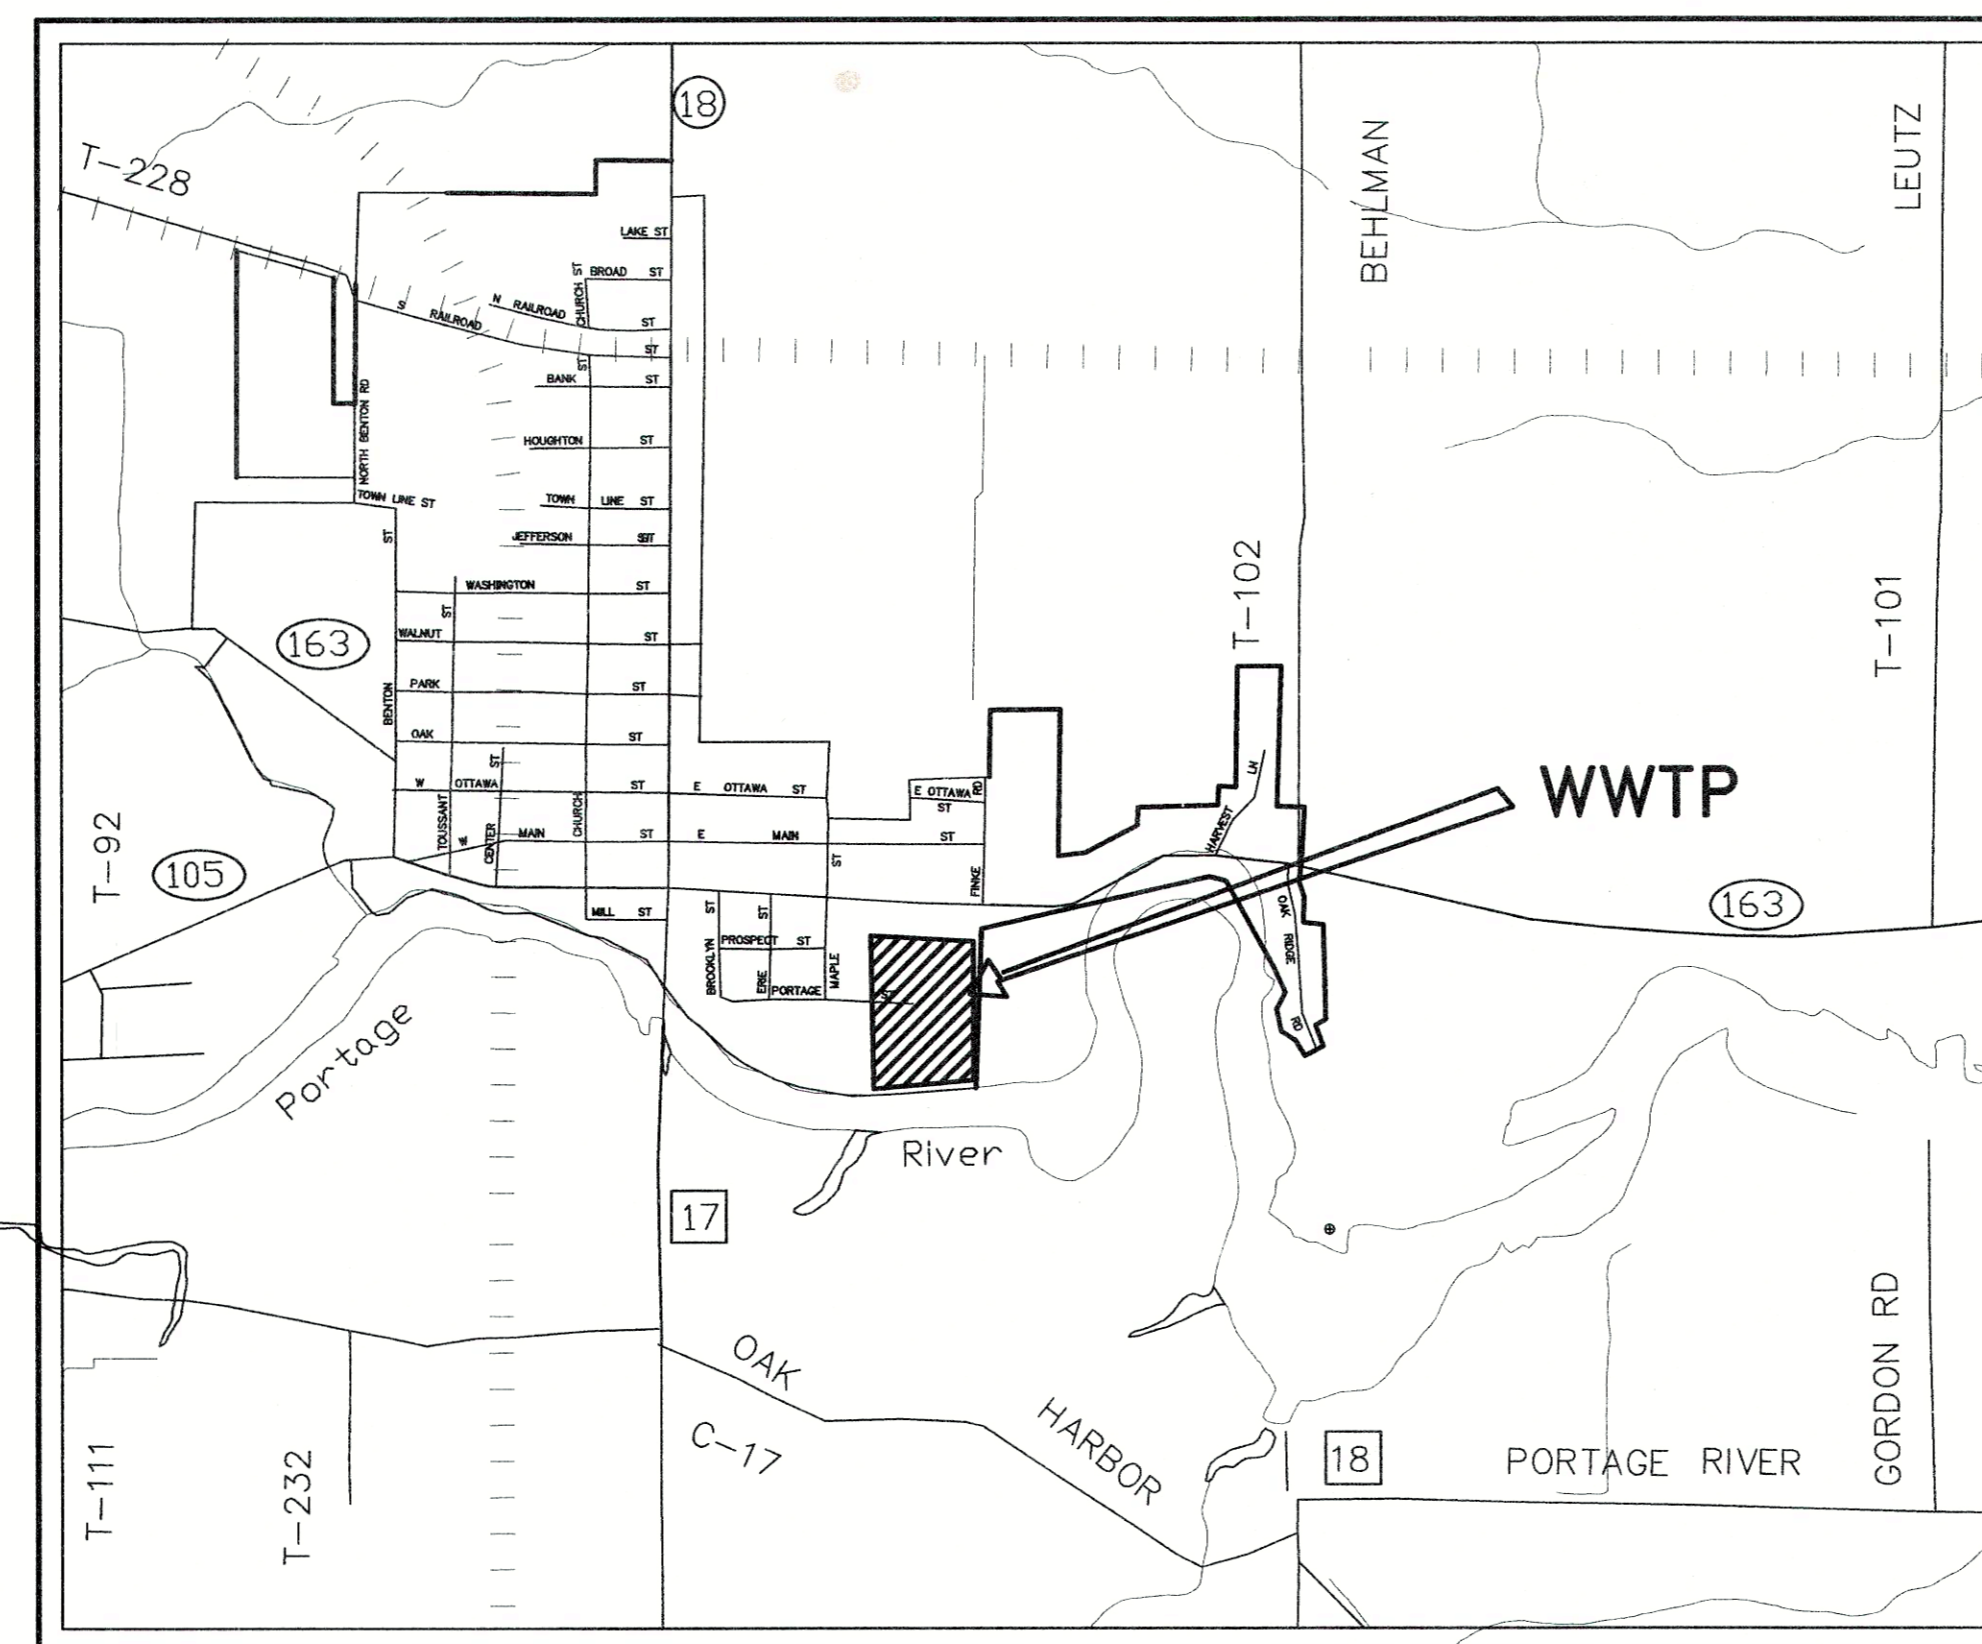 18
T-228
BEHLMAN
LEUTZ
LAKE ST
CHURCH ST
BROAD ST
N RAILROAD ST
S RAILROAD ST
ST
BANK ST
NORTH BENTON RD
HOUGHTON ST
TOWN LINE ST
TOWN LINE ST
JEFFERSON ST
BENTON ST
WASHINGTON ST
T-102
T-101
163
WALNUT ST
PARK ST
OAK ST
TOUSSANT ST
CENTER ST
W OTTAWA ST
E OTTAWA ST
E OTTAWA ST
FINKE RD
HARVEST LN
WWTP
T-92
105
W MAIN ST
CHURCH
E MAIN ST
163
MILL ST
BROOKLYN ST
ERIE ST
MAPLE ST
PROSPECT ST
PORTAGE ST
OAK RIDGE RD
Portage
River
17
OAK HARBOR
C-17
18
PORTAGE RIVER
GORDON RD
T-111
T-232